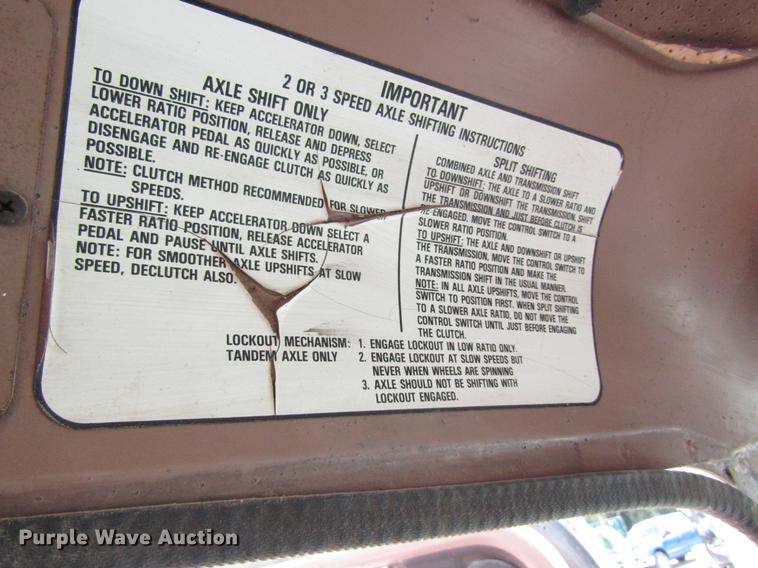 IMPORTANT
2 OR 3 SPEED AXLE SHIFTING INSTRUCTIONS
AXLE SHIFT ONLY
TO DOWN SHIFT: KEEP ACCELERATOR DOWN, SELECT
LOWER RATIC POSITION, RELEASE AND DEPRESS
ACCELERATOR PEDAL AS QUICKLY AS POSSIBLE, OR
DISENGAGE AND RE-ENGAGE CLUTCH AS QUICKLY AS
POSSIBLE.
NOTE: CLUTCH METHOD RECOMMENDED FOR SLOWER
SPEEDS.
TO UPSHIFT: KEEP ACCELERATOR DOWN SELECT A
FASTER RATIO POSITION, RELEASE ACCELERATOR
PEDAL AND PAUSE UNTIL AXLE SHIFTS.
NOTE: FOR SMOOTHER AXLE UPSHIFTS AT SLOW
SPEED, DECLUTCH ALSO.
SPLIT SHIFTING
COMBINED AXLE AND TRANSMISSION SHIFT
TO DOWNSHIFT: THE AXLE TO A SLOWER RATIO AND
UPSHIFT OR DOWNSHIFT THE TRANSMISSION. SHIFT
THE TRANSMISSION AND JUST BEFORE CLUTCH IS
RE-ENGAGED. MOVE THE CONTROL SWITCH TO A
SLOWER RATIO POSITION.
TO UPSHIFT: THE AXLE AND DOWNSHIFT OR UPSHIFT
THE TRANSMISSION, MOVE THE CONTROL SWITCH TO
A FASTER RATIO POSITION AND MAKE THE
TRANSMISSION SHIFT IN THE USUAL MANNER.
NOTE: IN ALL AXLE UPSHIFTS, MOVE THE CONTROL
SWITCH TO POSITION FIRST. WHEN SPLIT SHIFTING
TO A SLOWER AXLE RATIO, DO NOT MOVE THE
CONTROL SWITCH UNTIL JUST BEFORE ENGAGING
THE CLUTCH.
LOCKOUT MECHANISM: 1. ENGAGE LOCKOUT IN LOW RATIO ONLY.
TANDEM AXLE ONLY 2. ENGAGE LOCKOUT AT SLOW SPEEDS BUT
NEVER WHEN WHEELS ARE SPINNING
3. AXLE SHOULD NOT BE SHIFTING WITH
LOCKOUT ENGAGED.
Purple Wave Auction